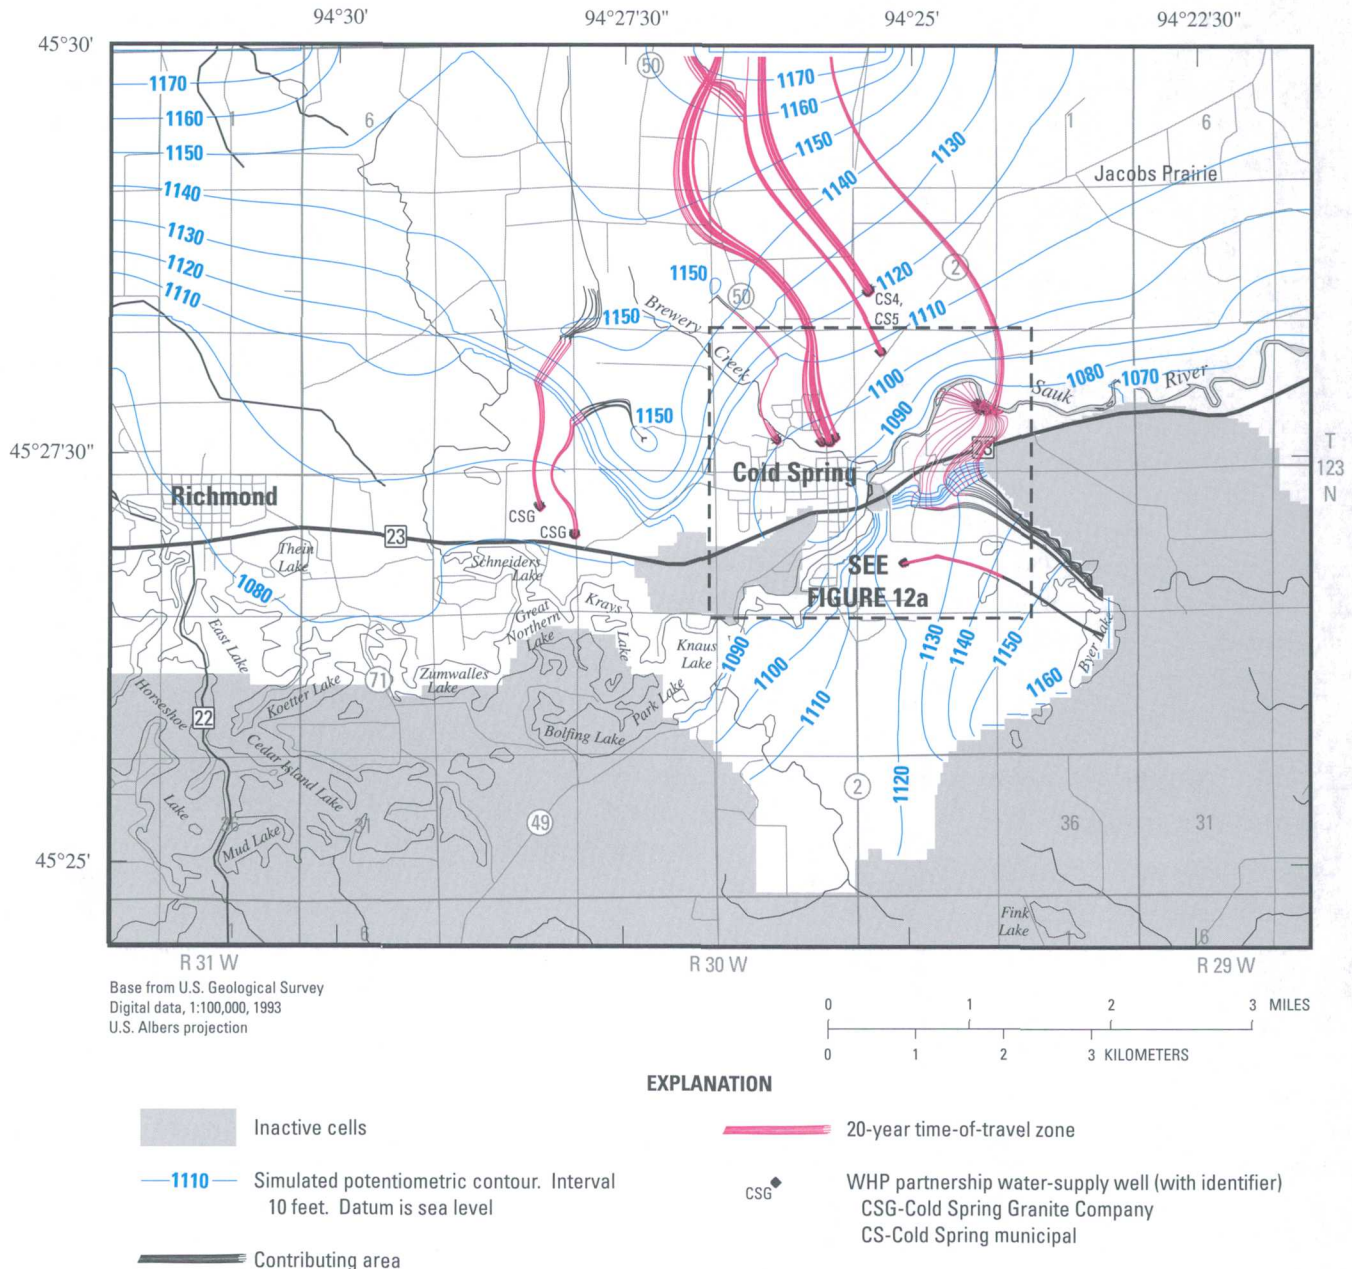 94°30' 94°27'30" 94°25' 94°22'30"
45°30'
50
1170
1170
1160
1160
1 6 1 6
1150
1150
1130
Jacobs Prairie
1140
1140
1130
1120
1110
1150
1120
2
50
CS4,
CS5
1110
1150
Brewery
Creek
1100
1080
1070
Sauk
River
1090
1150
45°27'30"
23
T
123
N
Cold Spring
Richmond
CSG
CSG
23
Thein
Lake
Schneiders
Lake
SEE
FIGURE 12a
1080
Great
Northern
Lake
Krays
Lake
East Lake
Knaus
Lake
1090
1130
1140
1150
Byer Lake
1100
1160
71
Zumwalles
Lake
Horseshoe
Koetter Lake
Park Lake
22
1110
Bolfing Lake
Cedar Island Lake
2
1120
Lake
49
36
31
31
Mud Lake
45°25'
Fink
Lake
1 6 6
R 31 W R 30 W R 29 W
Base from U.S. Geological Survey
Digital data, 1:100,000, 1993
U.S. Albers projection
0 1 2 3 MILES
0 1 2 3 KILOMETERS
EXPLANATION
Inactive cells
1110
Simulated potentiometric contour. Interval
10 feet. Datum is sea level
Contributing area
20-year time-of-travel zone
CSG
WHP partnership water-supply well (with identifier)
CSG-Cold Spring Granite Company
CS-Cold Spring municipal